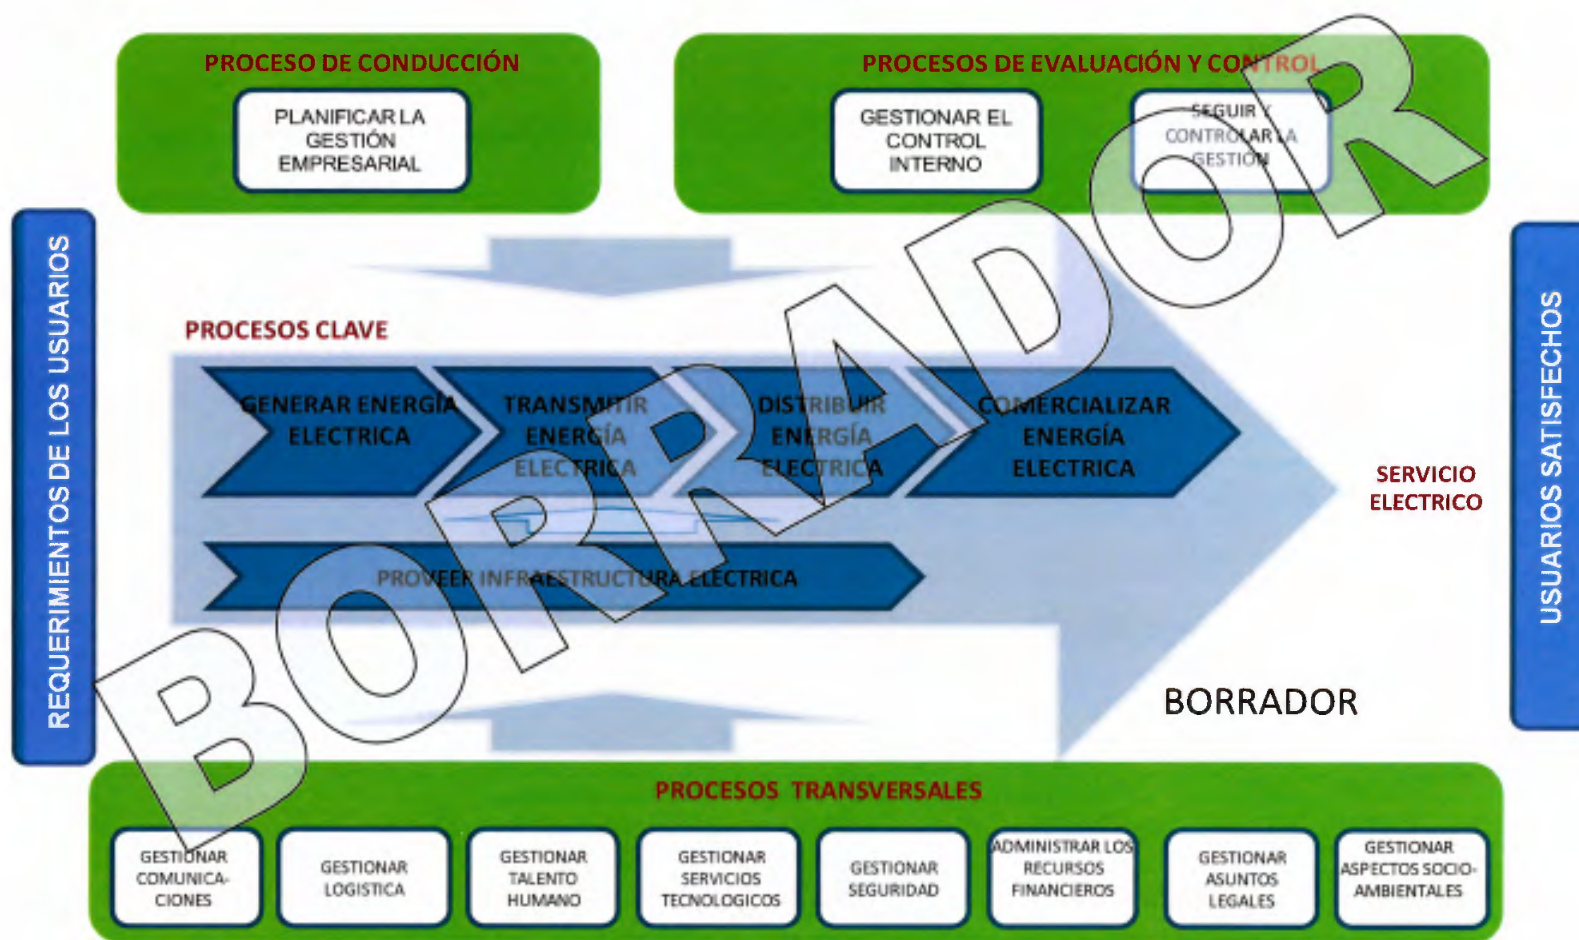 PROCESO DE CONDUCCIÓN
PLANIFICAR LA
GESTIÓN
EMPRESARIAL
PROCESOS DE EVALUACIÓN Y CONTROL
GESTIONAR EL
CONTROL
INTERNO
SEGUIR Y
CONTROLAR LA
GESTIÓN
REQUERIMIENTOS DE LOS USUARIOS
PROCESOS CLAVE
GENERAR ENERGÍA
ELECTRICA
TRANSMITIR
ENERGÍA
ELECTRICA
DISTRIBUIR
ENERGÍA
ELECTRICA
COMERCIALIZAR
ENERGÍA
ELECTRICA
PROVEER INFRAESTRUCTURA ELECTRICA
SERVICIO
ELECTRICO
USUARIOS SATISFECHOS
BORRADOR
BORRADOR
PROCESOS TRANSVERSALES
GESTIONAR
COMUNICA-
CIONES
GESTIONAR
LOGISTICA
GESTIONAR
TALENTO
HUMANO
GESTIONAR
SERVICIOS
TECNOLOGICOS
GESTIONAR
SEGURIDAD
ADMINISTRAR LOS
RECURSOS
FINANCIEROS
GESTIONAR
ASUNTOS
LEGALES
GESTIONAR
ASPECTOS SOCIO-
AMBIENTALES